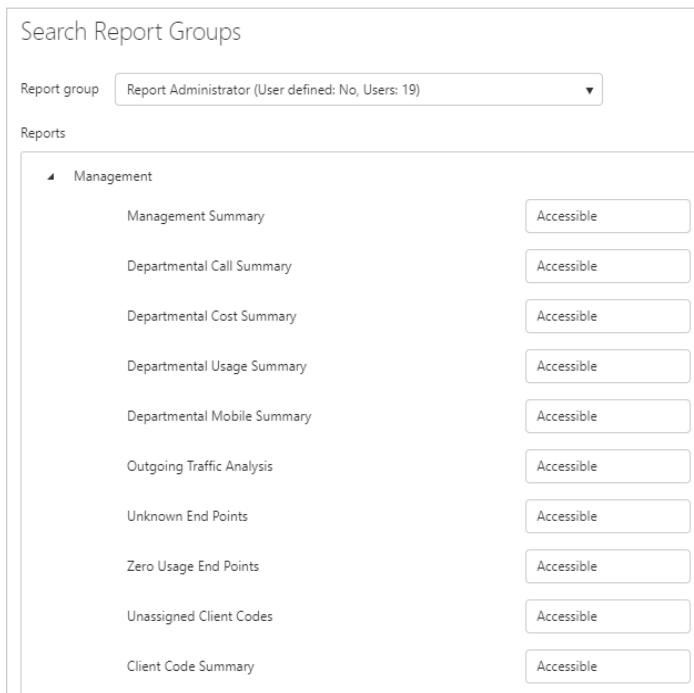 Search Report Groups
Report group Report Administrator (User defined: No, Users: 19)
Reports
Management
Management Summary Accessible
Departmental Call Summary Accessible
Departmental Cost Summary Accessible
Departmental Usage Summary Accessible
Departmental Mobile Summary Accessible
Outgoing Traffic Analysis Accessible
Unknown End Points Accessible
Zero Usage End Points Accessible
Unassigned Client Codes Accessible
Client Code Summary Accessible